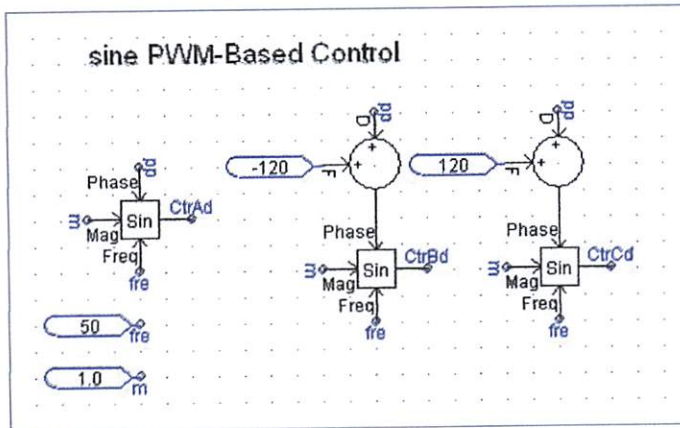 sine PWM-Based Control
dd
Phase
m
Mag
Sin
CtrAd
Freq
fre
50
fre
1.0
m
dd
D
+
-120
F
+
Phase
m
Mag
Sin
CtrBd
Freq
fre
dd
D
+
120
F
+
Phase
m
Mag
Sin
CtrCd
Freq
fre